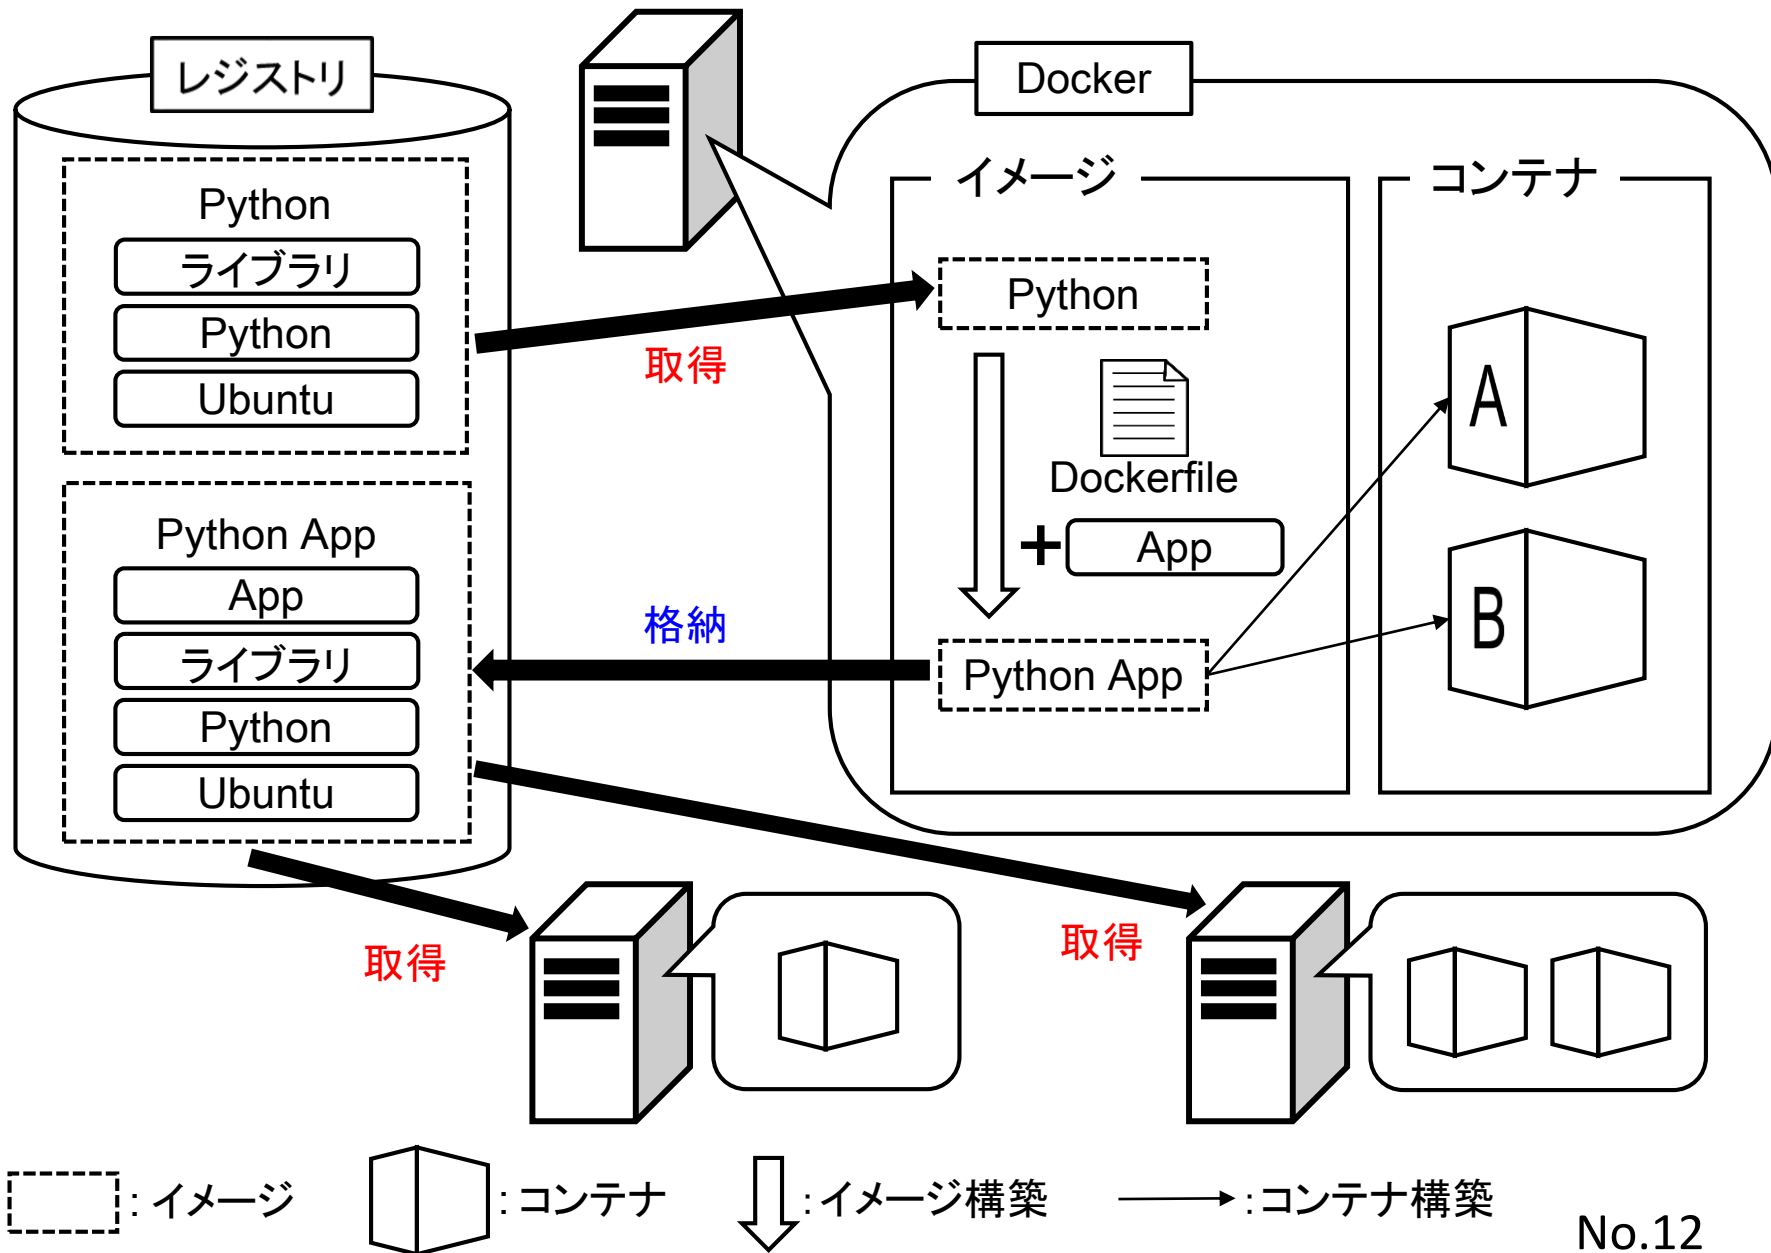 レジストリ
Python
ライブラリ
Python
Ubuntu
Python App
App
ライブラリ
Python
Ubuntu
取得
格納
取得
取得
Docker
イメージ
Python
Dockerfile
+
App
Python App
コンテナ
A
B
: イメージ
: コンテナ
: イメージ構築
: コンテナ構築
No.12